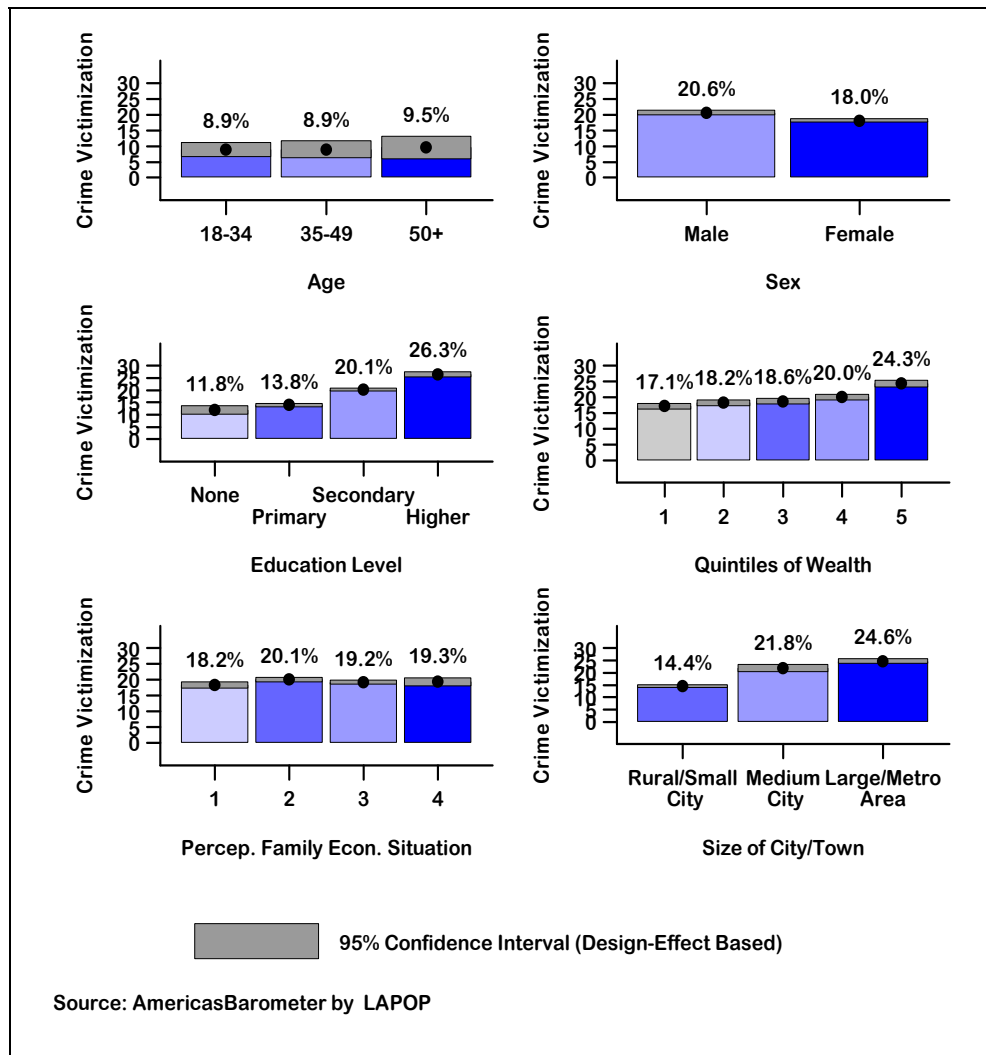 Crime Victimization
30
25
20
15
10
5
0
8.9%
8.9%
9.5%
18-34
35-49
50+
Age
Crime Victimization
30
25
20
15
10
5
0
20.6%
18.0%
Male
Female
Sex
Crime Victimization
30
25
20
15
10
5
0
11.8%
13.8%
20.1%
26.3%
None
Primary
Secondary
Higher
Education Level
Crime Victimization
30
25
20
15
10
5
0
17.1%
18.2%
18.6%
20.0%
24.3%
1
2
3
4
5
Quintiles of Wealth
Crime Victimization
30
25
20
15
10
5
0
18.2%
20.1%
19.2%
19.3%
1
2
3
4
Percep. Family Econ. Situation
Crime Victimization
30
25
20
15
10
5
0
14.4%
21.8%
24.6%
Rural/Small
City
Medium
City
Large/Metro
Area
Size of City/Town
95% Confidence Interval (Design-Effect Based)
Source: AmericasBarometer by LAPOP